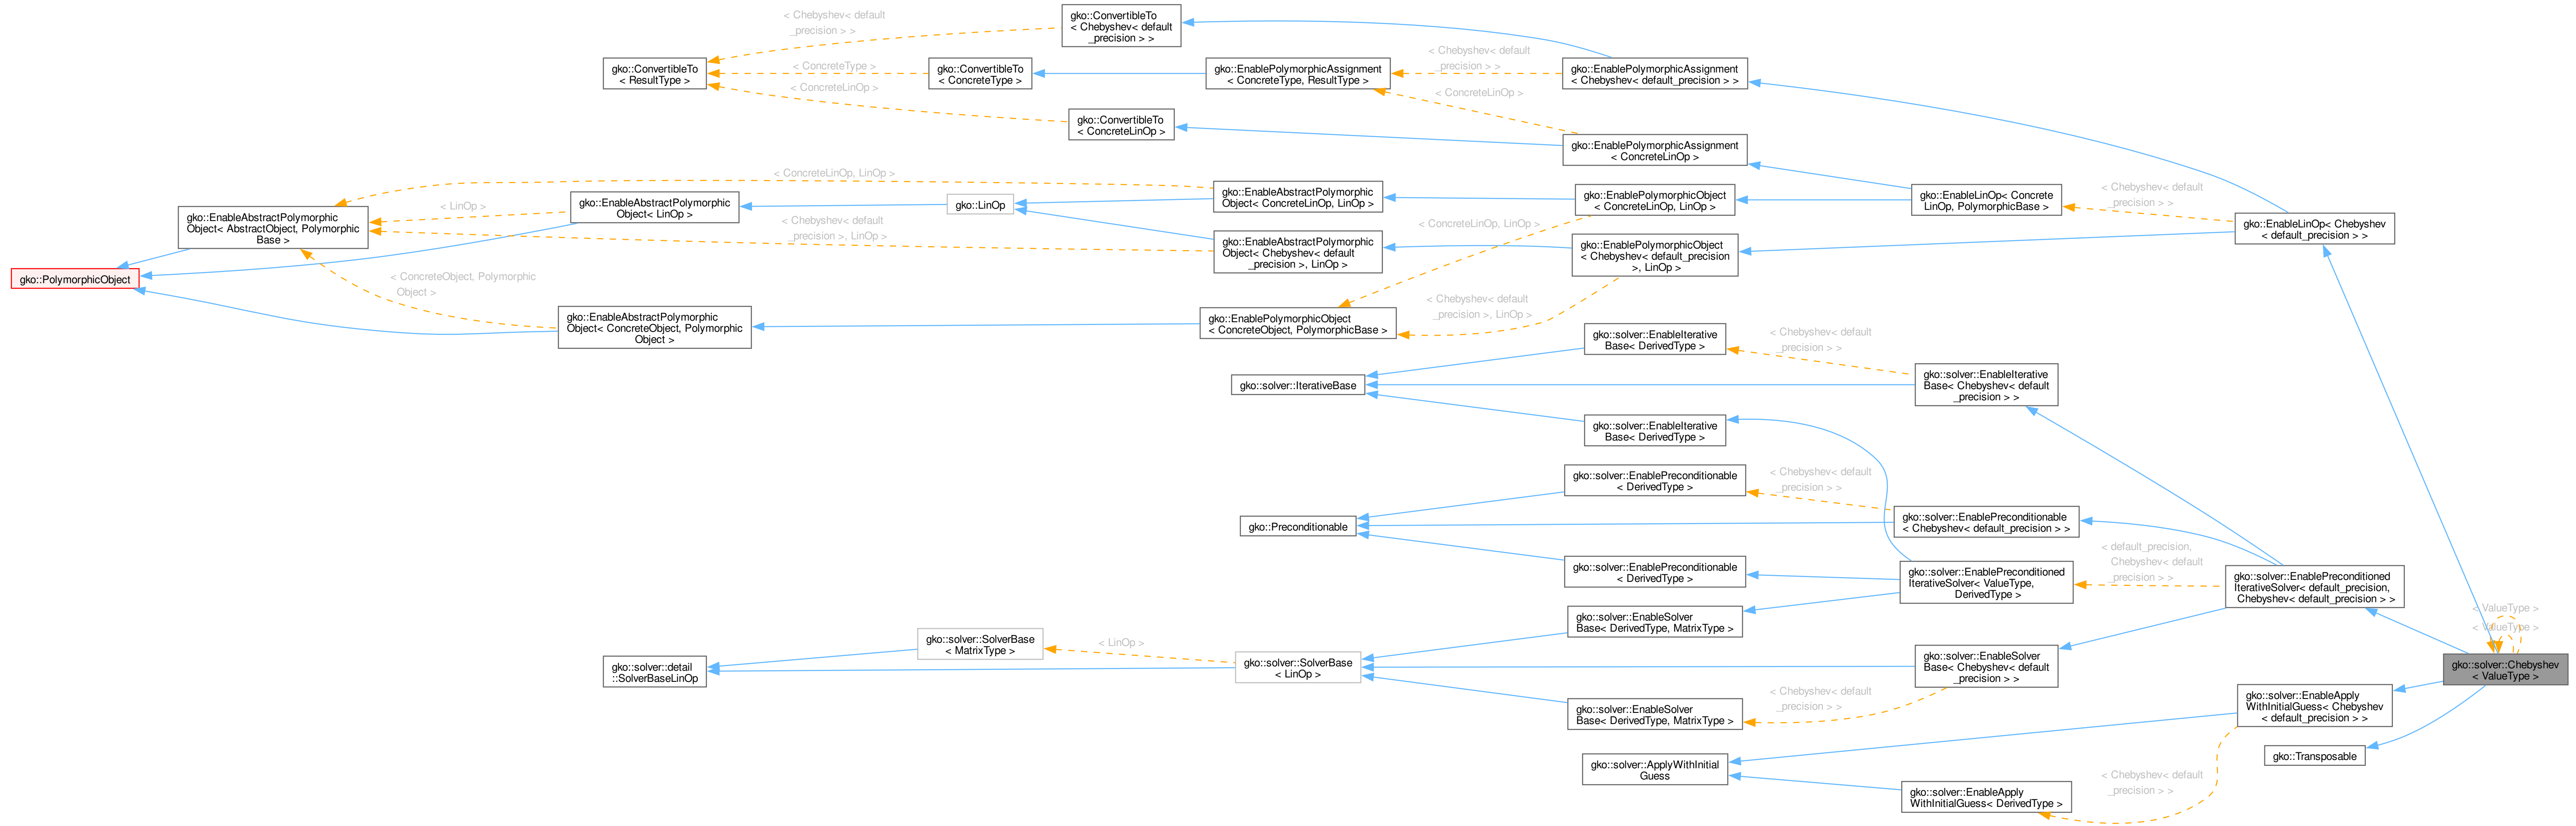 gko::PolymorphicObject
gko::EnableAbstractPolymorphic
Object< AbstractObject, Polymorphic
Base >
< ConcreteObject, Polymorphic
Object >
< LinOp >
gko::EnableAbstractPolymorphic
Object< LinOp >
gko::EnableAbstractPolymorphic
Object< ConcreteObject, Polymorphic
Object >
gko::ConvertibleTo
< ResultType >
< Chebyshev< default
_precision > >
< ConcreteType >
< ConcreteLinOp >
< ConcreteLinOp, LinOp >
< Chebyshev< default
_precision >, LinOp >
gko::ConvertibleTo
< Chebyshev< default
_precision > >
gko::ConvertibleTo
< ConcreteType >
gko::ConvertibleTo
< ConcreteLinOp >
gko::LinOp
gko::solver::detail
::SolverBaseLinOp
gko::solver::SolverBase
< MatrixType >
< LinOp >
gko::EnablePolymorphicAssignment
< ConcreteType, ResultType >
gko::EnableAbstractPolymorphic
Object< ConcreteLinOp, LinOp >
gko::EnableAbstractPolymorphic
Object< Chebyshev< default
_precision >, LinOp >
gko::EnablePolymorphicObject
< ConcreteObject, PolymorphicBase >
gko::solver::IterativeBase
gko::Preconditionable
gko::solver::SolverBase
< LinOp >
< Chebyshev< default
_precision > >
< ConcreteLinOp >
< ConcreteLinOp, LinOp >
< Chebyshev< default
_precision >, LinOp >
gko::EnablePolymorphicAssignment
< Chebyshev< default_precision > >
gko::EnablePolymorphicAssignment
< ConcreteLinOp >
gko::EnablePolymorphicObject
< ConcreteLinOp, LinOp >
gko::EnablePolymorphicObject
< Chebyshev< default_precision
>, LinOp >
gko::solver::EnableIterative
Base< DerivedType >
gko::solver::EnableIterative
Base< DerivedType >
gko::solver::EnablePreconditionable
< DerivedType >
gko::solver::EnablePreconditionable
< DerivedType >
gko::solver::EnableSolver
Base< DerivedType, MatrixType >
gko::solver::EnableSolver
Base< DerivedType, MatrixType >
gko::solver::ApplyWithInitial
Guess
< Chebyshev< default
_precision > >
< Chebyshev< default
_precision > >
< Chebyshev< default
_precision > >
gko::EnableLinOp< Concrete
LinOp, PolymorphicBase >
gko::solver::EnableIterative
Base< Chebyshev< default
_precision > >
gko::solver::EnablePreconditionable
< Chebyshev< default_precision > >
gko::solver::EnablePreconditioned
IterativeSolver< ValueType,
DerivedType >
gko::solver::EnableSolver
Base< Chebyshev< default
_precision > >
gko::solver::EnableApply
WithInitialGuess< DerivedType >
< Chebyshev< default
_precision > >
< default_precision,
Chebyshev< default
_precision > >
< Chebyshev< default
_precision > >
gko::EnableLinOp< Chebyshev
< default_precision > >
gko::solver::EnablePreconditioned
IterativeSolver< default_precision,
Chebyshev< default_precision > >
gko::solver::EnableApply
WithInitialGuess< Chebyshev
< default_precision > >
gko::Transposable
< ValueType >
< ValueType >
gko::solver::Chebyshev
< ValueType >